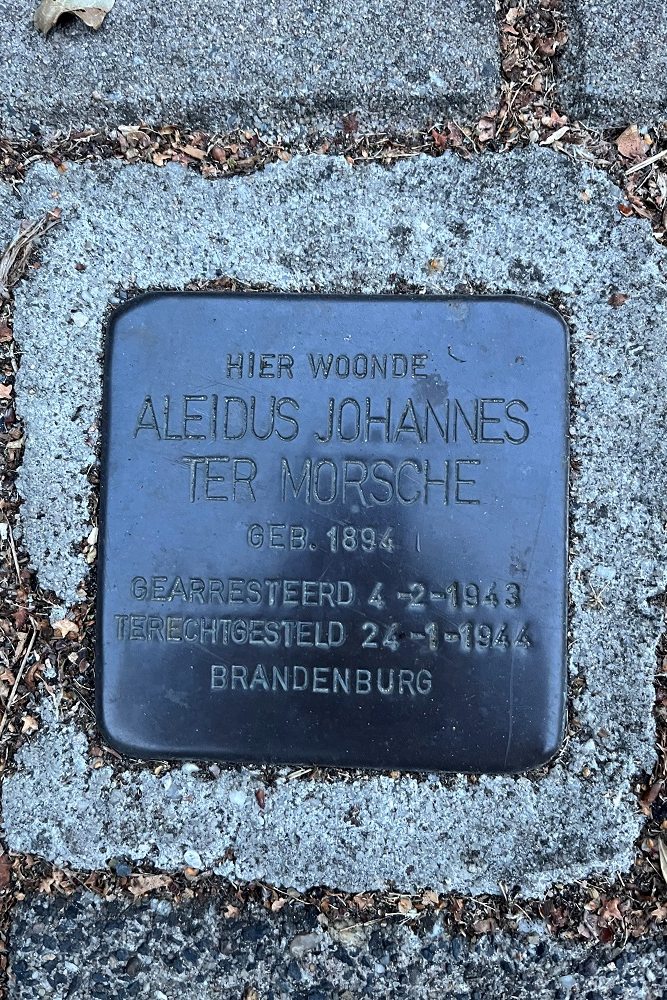 HIER WOONDE
ALEIDUS JOHANNES
TER MORSCHE
GEB. 1894
GEARRESTEERD 4-2-1943
TERECHTGESTELD 24-1-1944
BRANDENBURG